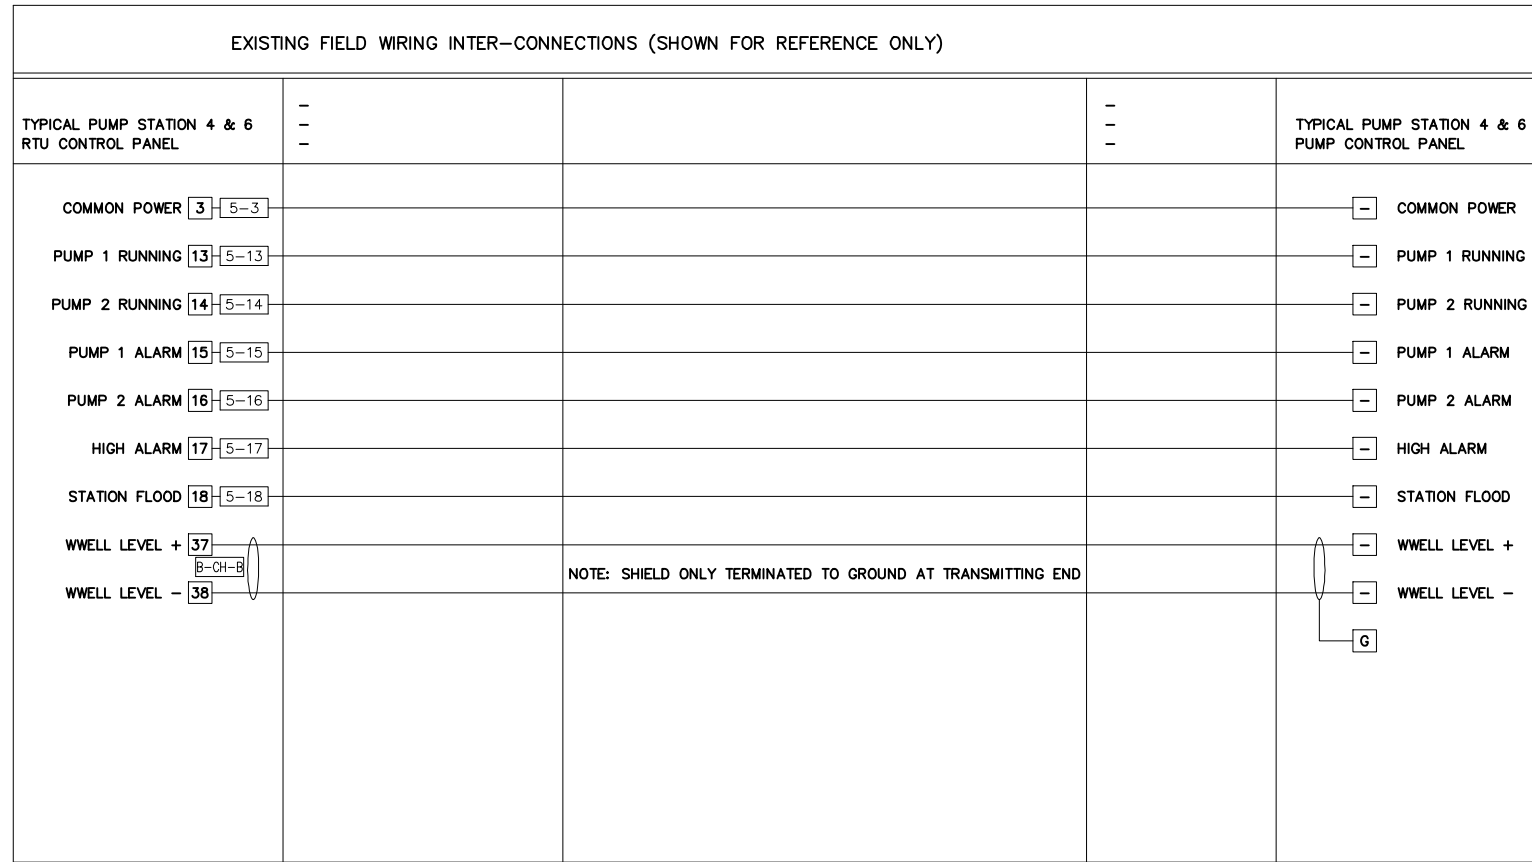 EXISTING FIELD WIRING INTER-CONNECTIONS (SHOWN FOR REFERENCE ONLY)
TYPICAL PUMP STATION 4 & 6
RTU CONTROL PANEL
-
-
-
-
-
-
TYPICAL PUMP STATION 4 & 6
PUMP CONTROL PANEL
COMMON POWER 3 5-3 - COMMON POWER
PUMP 1 RUNNING 13 5-13 - PUMP 1 RUNNING
PUMP 2 RUNNING 14 5-14 - PUMP 2 RUNNING
PUMP 1 ALARM 15 5-15 - PUMP 1 ALARM
PUMP 2 ALARM 16 5-16 - PUMP 2 ALARM
HIGH ALARM 17 5-17 - HIGH ALARM
STATION FLOOD 18 5-18 - STATION FLOOD
WWELL LEVEL + 37 - WWELL LEVEL +
B-CH-B
NOTE: SHIELD ONLY TERMINATED TO GROUND AT TRANSMITTING END
WWELL LEVEL - 38 - WWELL LEVEL -
G